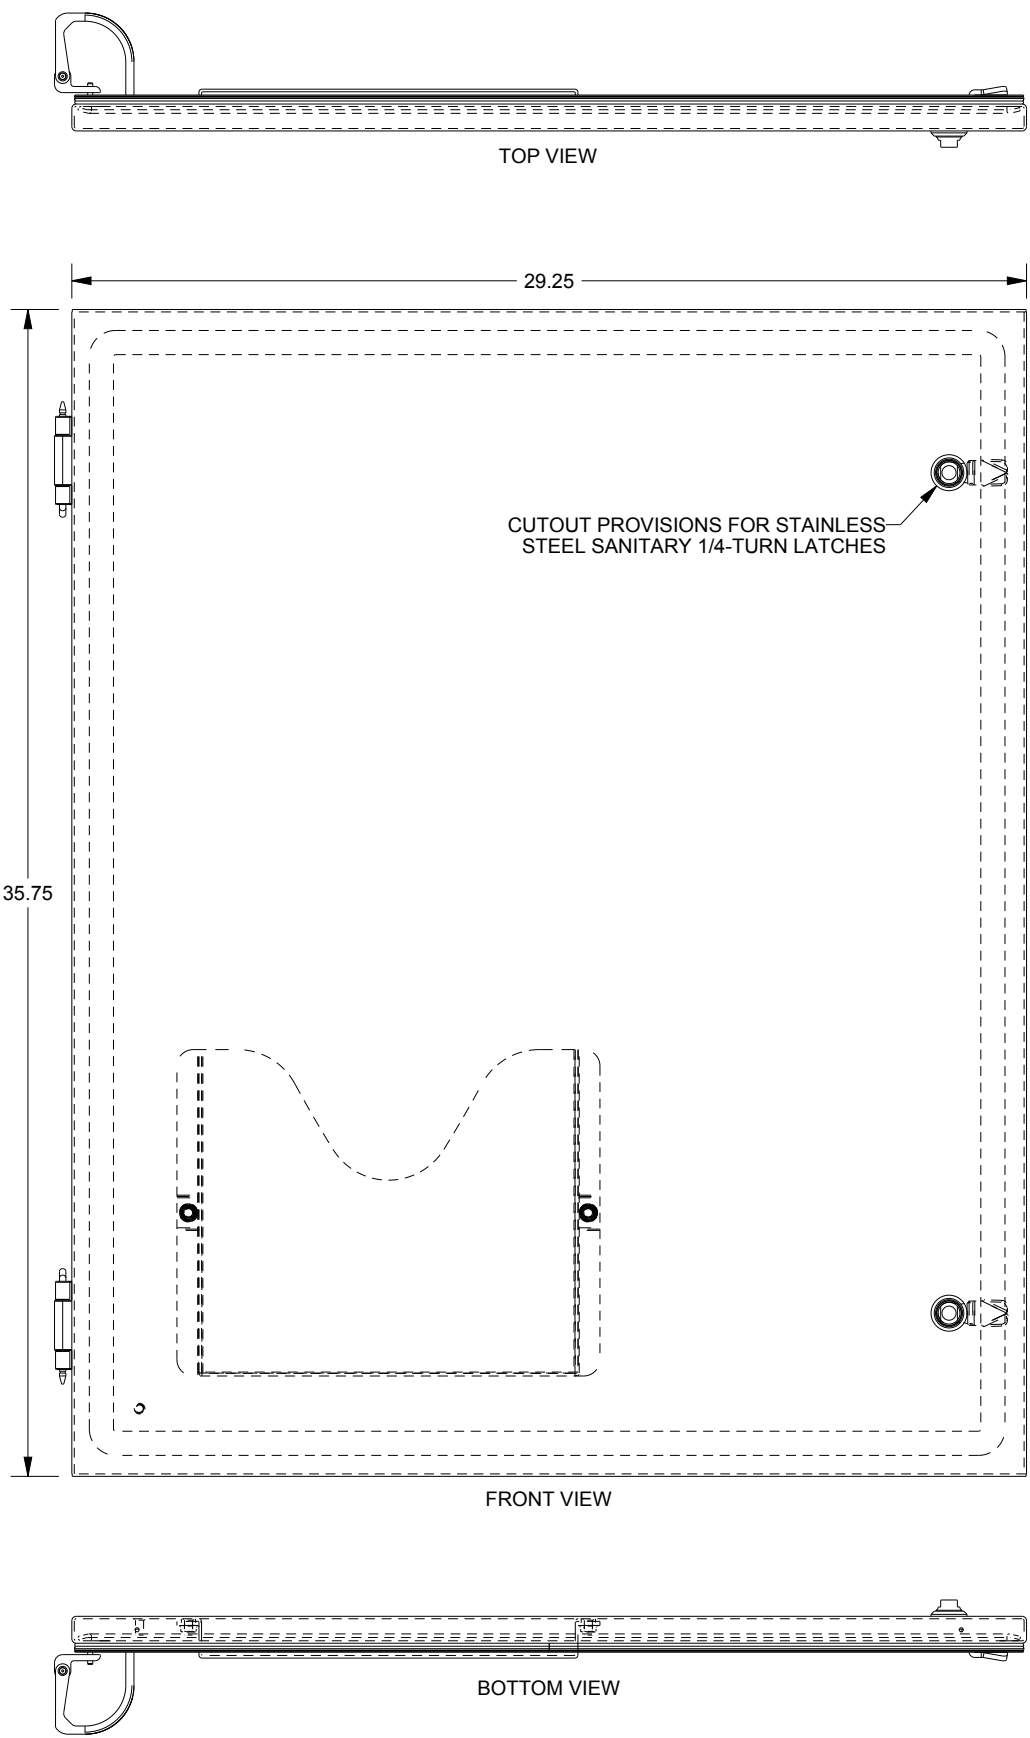 TOP VIEW
29.25
CUTOUT PROVISIONS FOR STAINLESS
STEEL SANITARY 1/4-TURN LATCHES
35.75
FRONT VIEW
BOTTOM VIEW